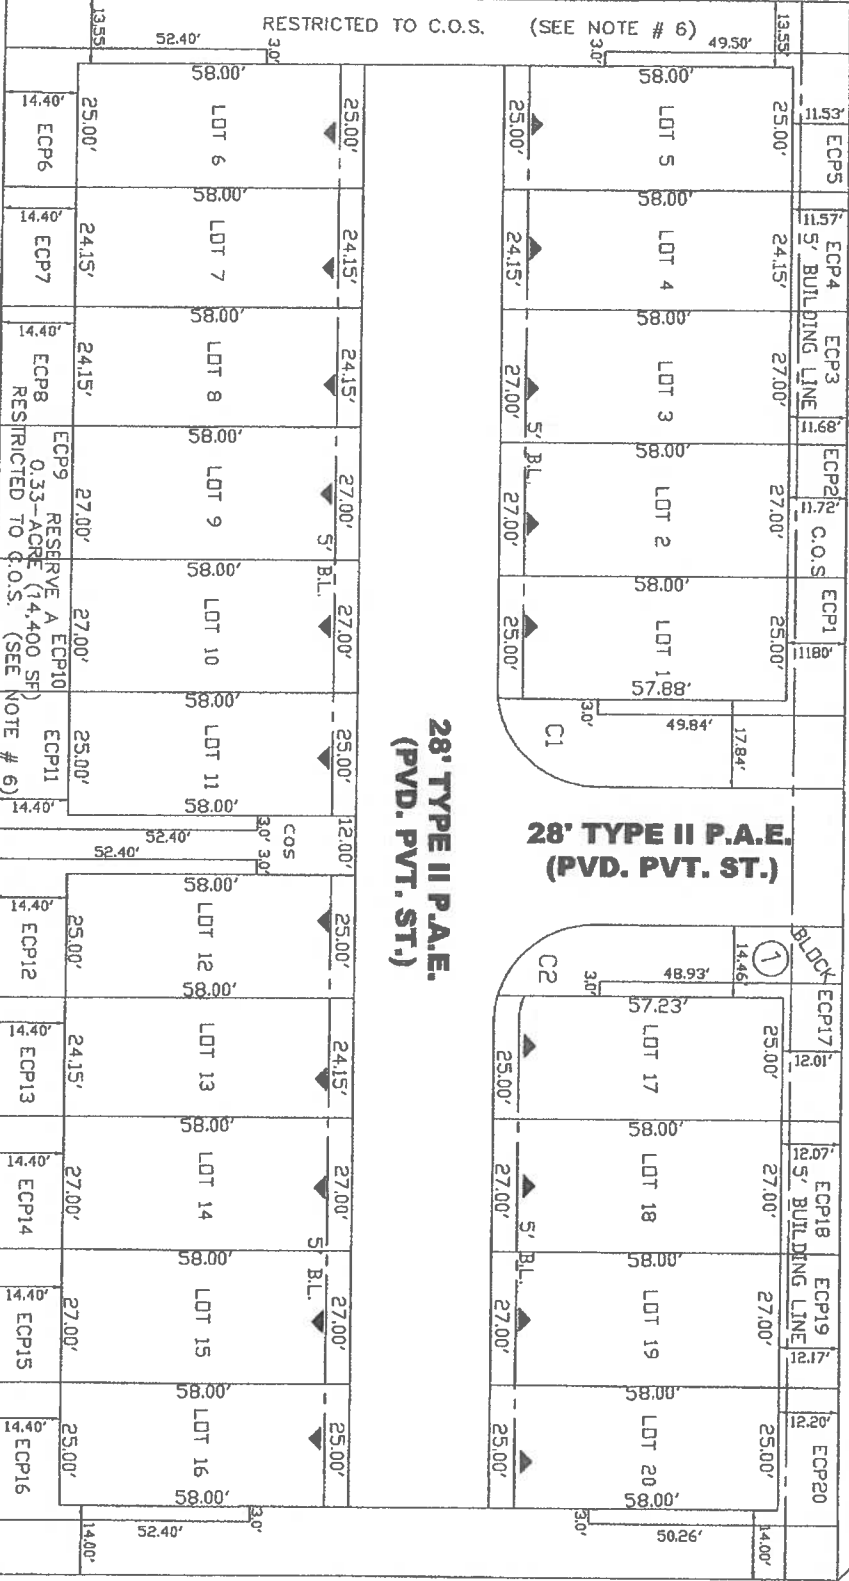 RESTRICTED TO C.O.S. (SEE NOTE # 6)
13.55'
52.40'
3.0'
3.0'
49.50'
13.55'
58.00'
14.40'
ECP6
25.00'
LOT 6
25.00'
58.00'
14.40'
ECP7
24.15'
LOT 7
24.15'
58.00'
14.40'
ECP8
24.15'
LOT 8
24.15'
58.00'
ECP9
27.00'
LOT 9
27.00'
5' B.L.
58.00'
RESERVE A
0.33-ACRE (14,400 SF)
RESTRICTED TO C.O.S. (SEE NOTE # 6)
ECP10
27.00'
LOT 10
27.00'
58.00'
ECP11
14.40'
25.00'
LOT 11
25.00'
58.00'
52.40'
3.0'
3.0'
COS
12.00'
52.40'
58.00'
14.40'
ECP12
25.00'
LOT 12
25.00'
58.00'
14.40'
ECP13
24.15'
LOT 13
24.15'
58.00'
14.40'
ECP14
27.00'
LOT 14
27.00'
5' B.L.
58.00'
14.40'
ECP15
27.00'
LOT 15
27.00'
58.00'
14.40'
ECP16
25.00'
LOT 16
25.00'
58.00'
3.0'
52.40'
14.00'
28' TYPE II P.A.E.
(PVD. PVT. ST.)
58.00'
25.00'
LOT 5
25.00'
11.53'
ECP5
58.00'
24.15'
LOT 4
24.15'
11.57'
ECP4
5' BUILDING LINE
58.00'
27.00'
LOT 3
27.00'
ECP3
11.68'
5' B.L.
58.00'
27.00'
LOT 2
27.00'
ECP2
11.72'
C.O.S
58.00'
25.00'
LOT 1
25.00'
ECP1
1180'
57.88'
3.0'
49.84'
17.84'
C1
28' TYPE II P.A.E.
(PVD. PVT. ST.)
BLOCK
1
C2
3.0'
48.93'
14.46'
57.23'
25.00'
LOT 17
25.00'
ECP17
12.01'
58.00'
27.00'
LOT 18
27.00'
12.07'
ECP18
5' BUILDING LINE
5' B.L.
58.00'
27.00'
LOT 19
27.00'
ECP19
12.17'
58.00'
25.00'
LOT 20
25.00'
12.20'
ECP20
58.00'
3.0'
50.26'
14.00'